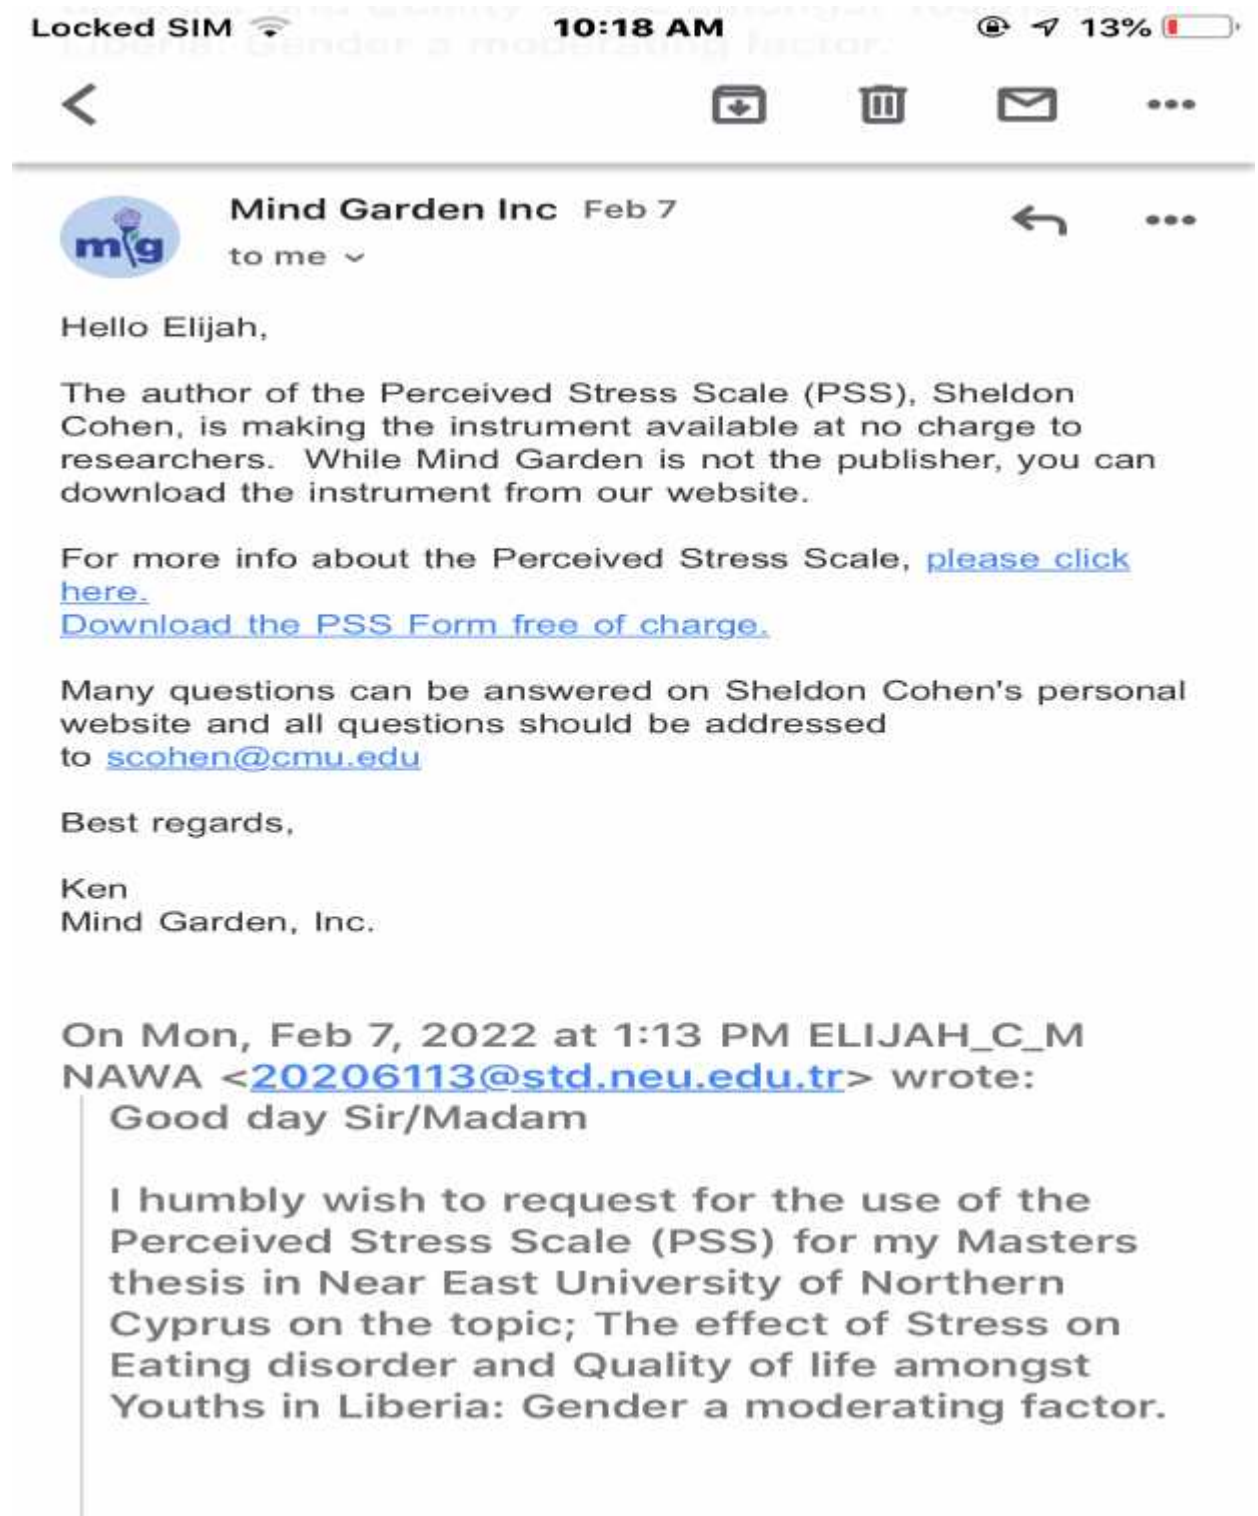 Locked SIM 10:18 AM 13%
Liberia: Gender a moderating factor.
Mind Garden Inc Feb 7
mg
to me
Hello Elijah,
The author of the Perceived Stress Scale (PSS), Sheldon
Cohen, is making the instrument available at no charge to
researchers. While Mind Garden is not the publisher, you can
download the instrument from our website.
For more info about the Perceived Stress Scale, please click
here.
Download the PSS Form free of charge.
Many questions can be answered on Sheldon Cohen's personal
website and all questions should be addressed
to scohen@cmu.edu
Best regards,
Ken
Mind Garden, Inc.
On Mon, Feb 7, 2022 at 1:13 PM ELIJAH_C_M
NAWA <20206113@std.neu.edu.tr> wrote:
Good day Sir/Madam
I humbly wish to request for the use of the
Perceived Stress Scale (PSS) for my Masters
thesis in Near East University of Northern
Cyprus on the topic; The effect of Stress on
Eating disorder and Quality of life amongst
Youths in Liberia: Gender a moderating factor.